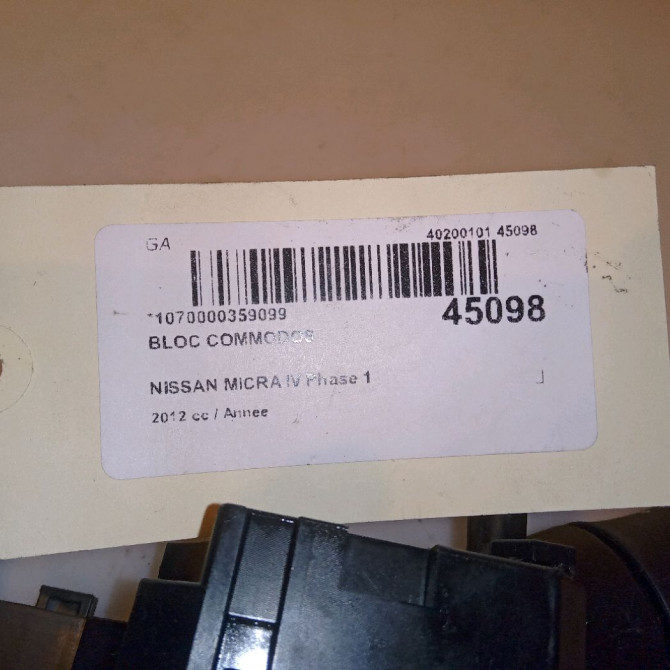 GA
40200101 45098
*1070000359099
45098
BLOC COMMODOS
NISSAN MICRA IV Phase 1
2012 cc / Annee